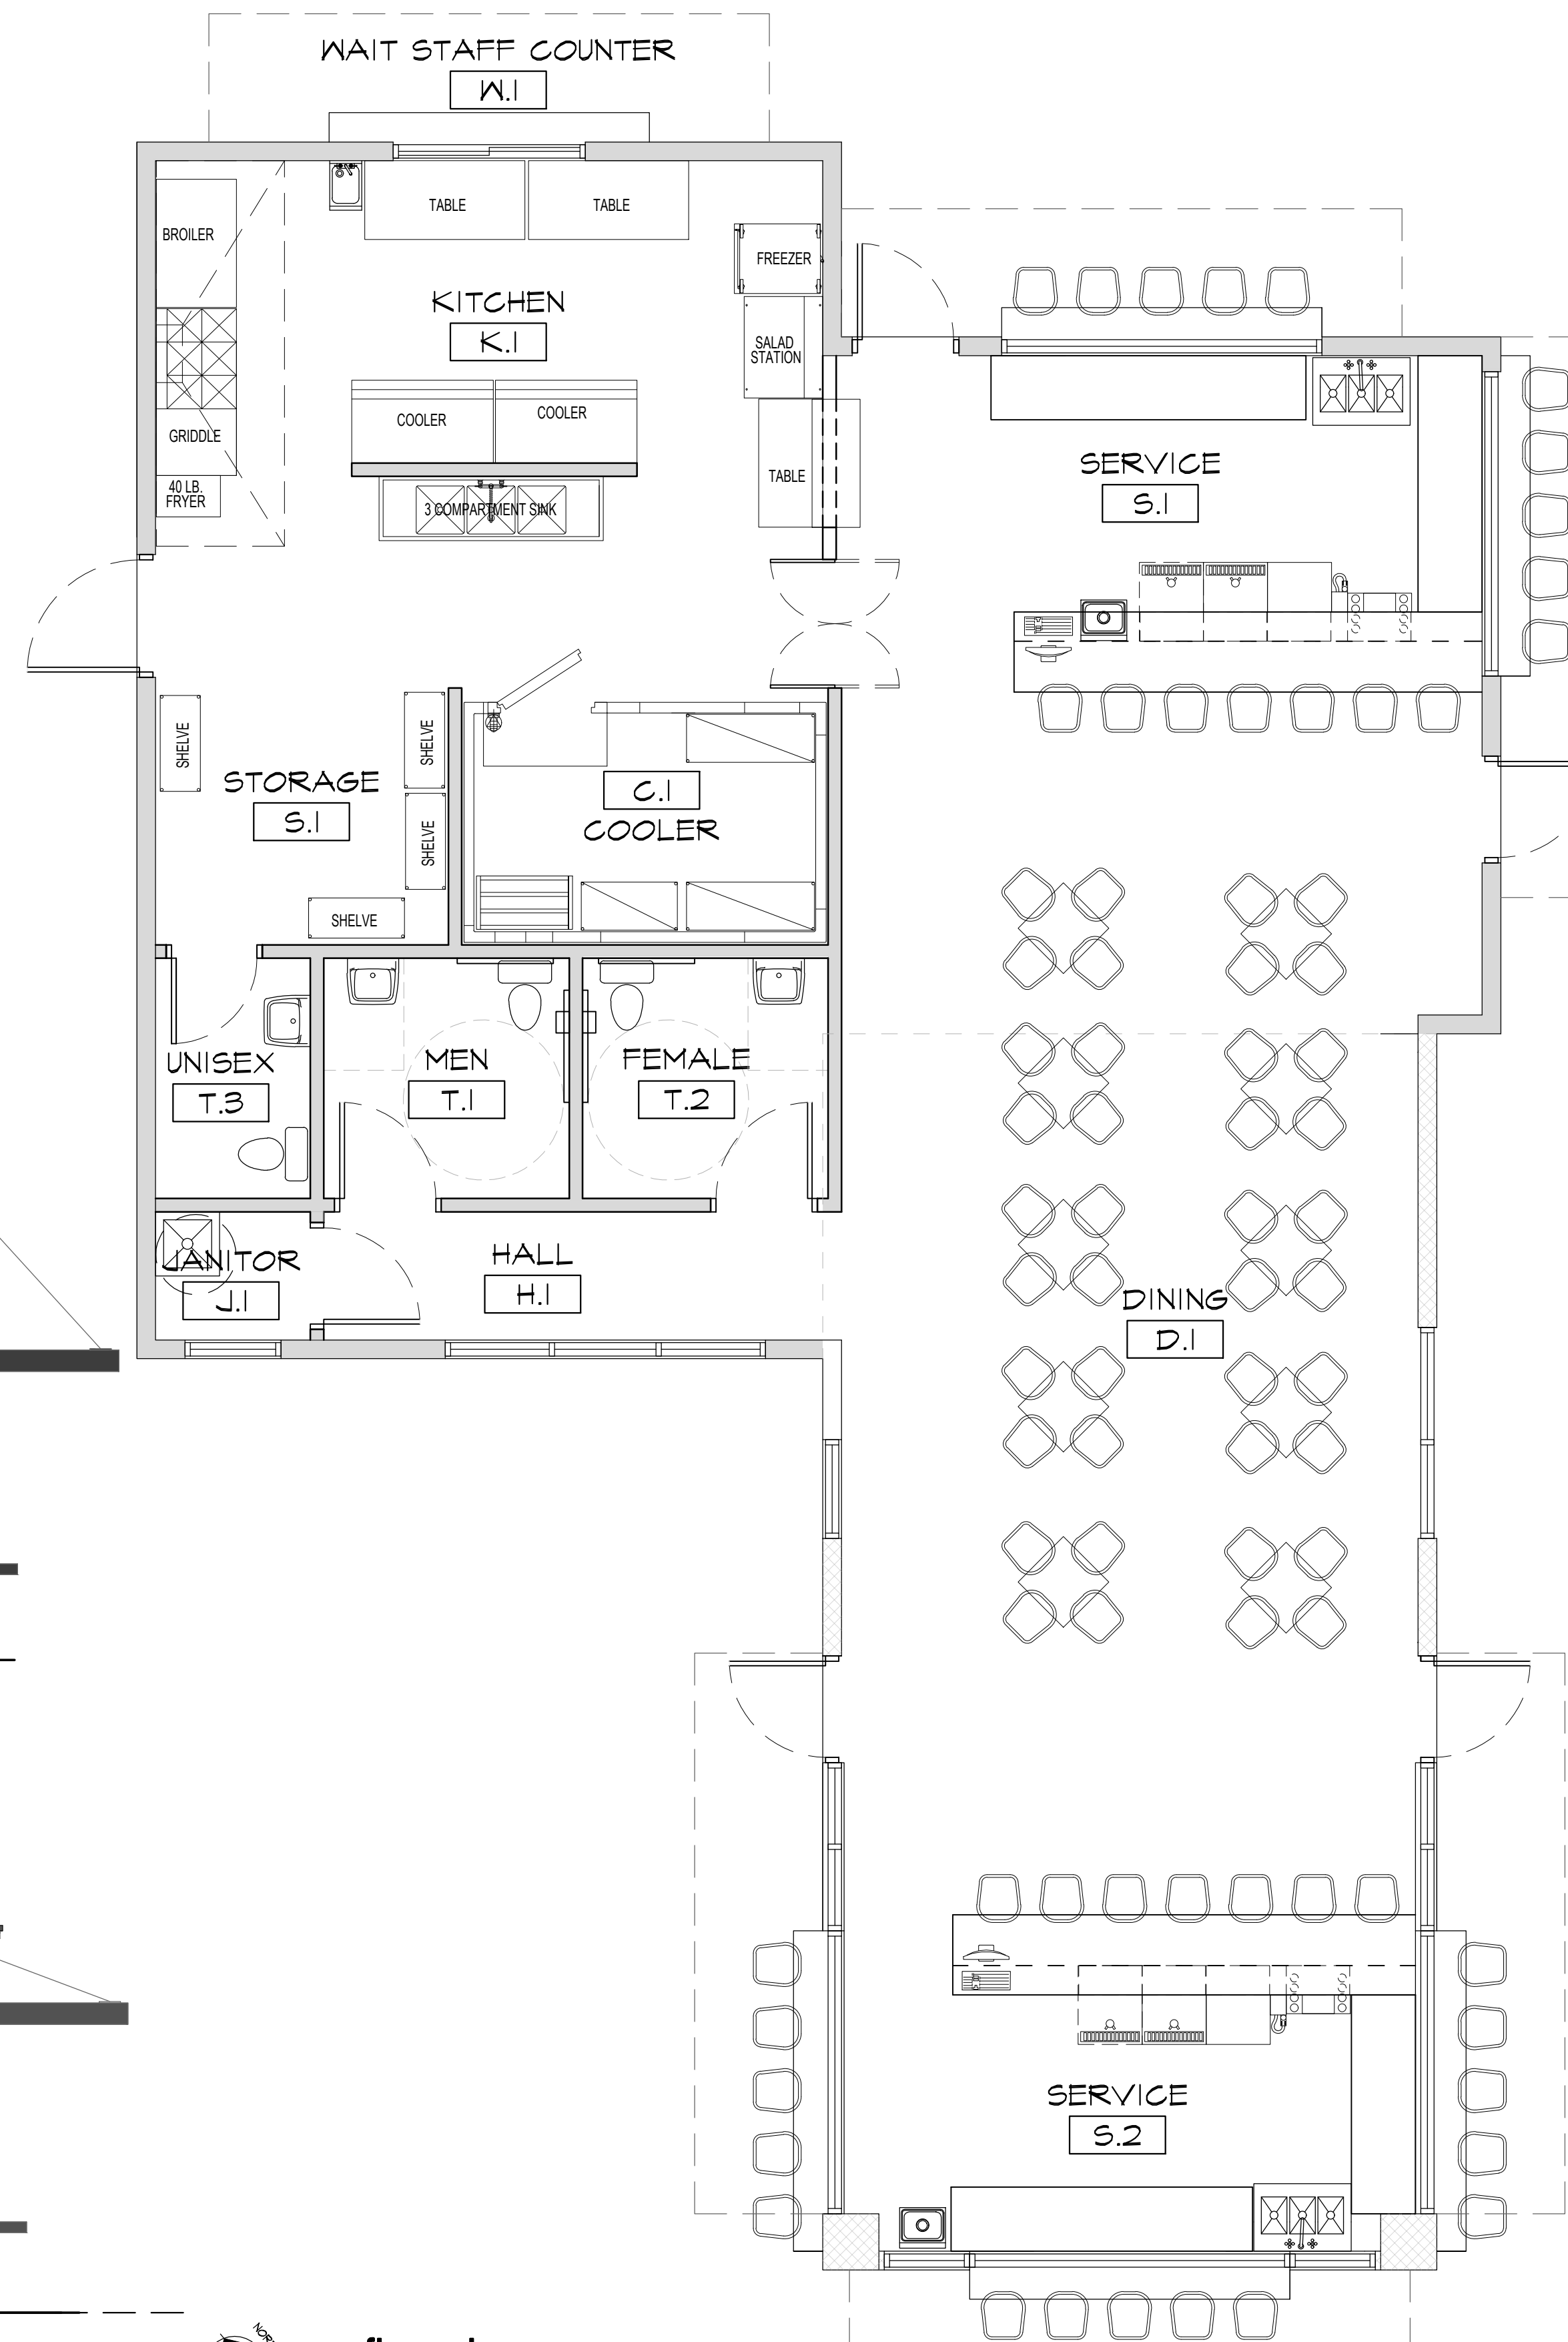 WAIT STAFF COUNTER
W.1
TABLE
TABLE
BROILER
FREEZER
KITCHEN
K.1
SALAD
STATION
COOLER
COOLER
GRIDDLE
TABLE
SERVICE
S.1
40 LB.
FRYER
3 COMPARTMENT SINK
SHELVE
SHELVE
STORAGE
S.1
C.1
COOLER
SHELVE
SHELVE
UNISEX
T.3
MEN
T.1
FEMALE
T.2
JANITOR
J.1
HALL
H.1
DINING
D.1
SERVICE
S.2